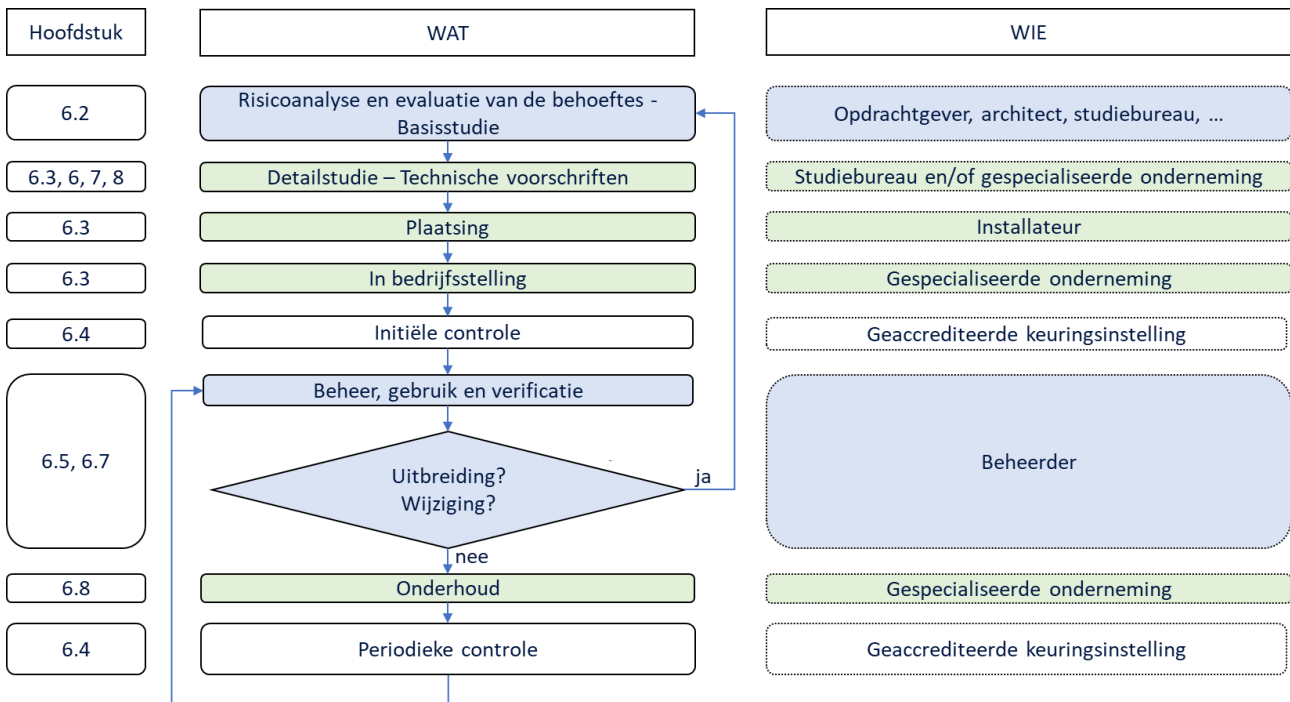 Hoofdstuk
WAT
WIE
6.2
Risicoanalyse en evaluatie van de behoeftes -
Basisstudie
Opdrachtgever, architect, studiebureau, ...
6.3, 6, 7, 8
Detailstudie – Technische voorschriften
Studiebureau en/of gespecialiseerde onderneming
6.3
Plaatsing
Installateur
6.3
In bedrijfsstelling
Gespecialiseerde onderneming
6.4
Initiële controle
Geaccrediteerde keuringsinstelling
6.5, 6.7
Beheer, gebruik en verificatie
Uitbreiding?
Wijziging?
ja
nee
Beheerder
6.8
Onderhoud
Gespecialiseerde onderneming
6.4
Periodieke controle
Geaccrediteerde keuringsinstelling